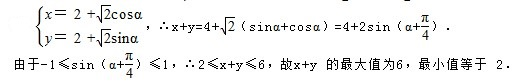 {x= 2+√2cosα
y= 2+√2sinα ,∴x+y=4+√2(sinα+cosα)=4+2sin(α+π/4).
由于-1≤sin(α+π/4)≤1,∴2≤x+y≤6,故x+y 的最大值为6,最小值等于 2.